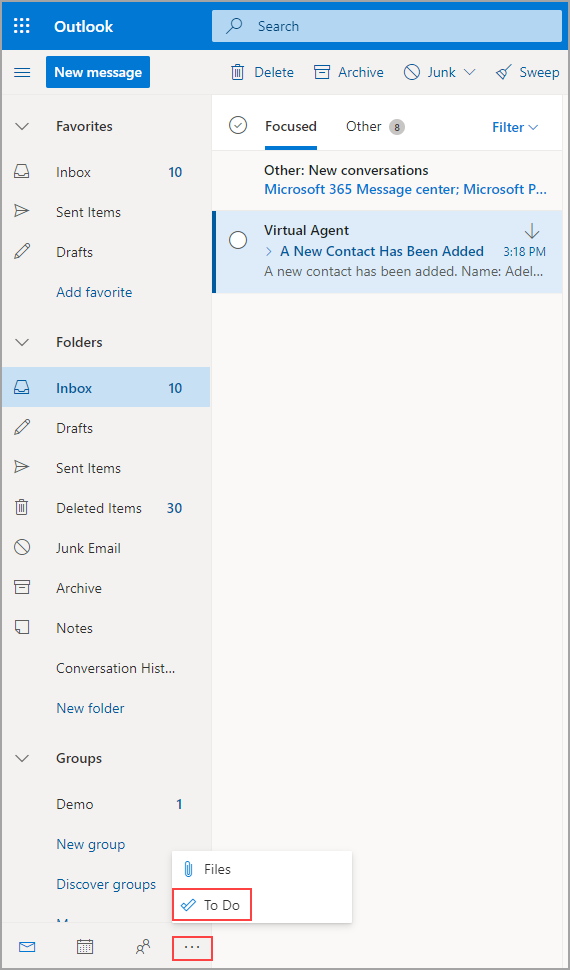 Outlook
Search
New message
Delete
Archive
Junk
Sweep
Favorites
Inbox 10
Sent Items
Drafts
Add favorite
Folders
Inbox 10
Drafts
Sent Items
Deleted Items 30
Junk Email
Archive
Notes
Conversation Hist...
New folder
Groups
Demo 1
New group
Discover groups
Focused
Other 8
Filter
Other: New conversations
Microsoft 365 Message center; Microsoft P...
Virtual Agent
A New Contact Has Been Added 3:18 PM
A new contact has been added. Name: Adel...
Files
To Do